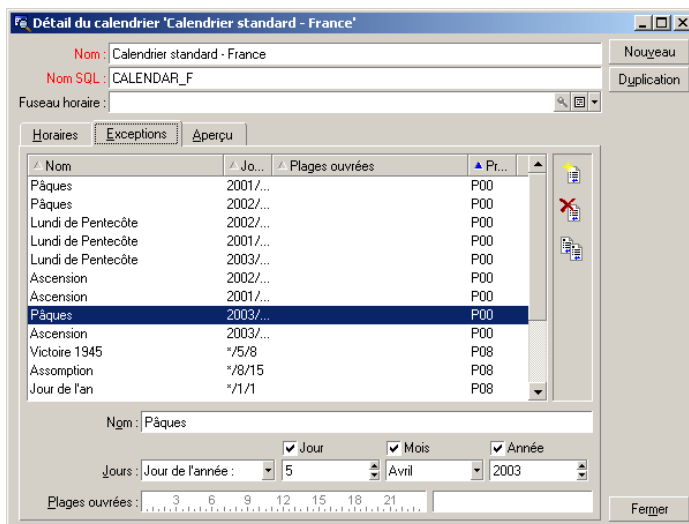 Détail du calendrier 'Calendrier standard - France'
Nom : Calendrier standard - France
Nouveau
Nom SQL : CALENDAR_F
Duplication
Fuseau horaire :
Horaires Exceptions Aperçu
Nom Jo... Plages ouvrées Pr...
Pâques 2001/... P00
Pâques 2002/... P00
Lundi de Pentecôte 2002/... P00
Lundi de Pentecôte 2001/... P00
Lundi de Pentecôte 2003/... P00
Ascension 2002/... P00
Ascension 2001/... P00
Pâques 2003/... P00
Ascension 2003/... P00
Victoire 1945 */5/8 P08
Assomption */8/15 P08
Jour de l'an */1/1 P08
Nom : Pâques
Jour Mois Année
Jours : Jour de l'année : 5 Avril 2003
Plages ouvrées : 3 6 9 12 15 18 21
Fermer